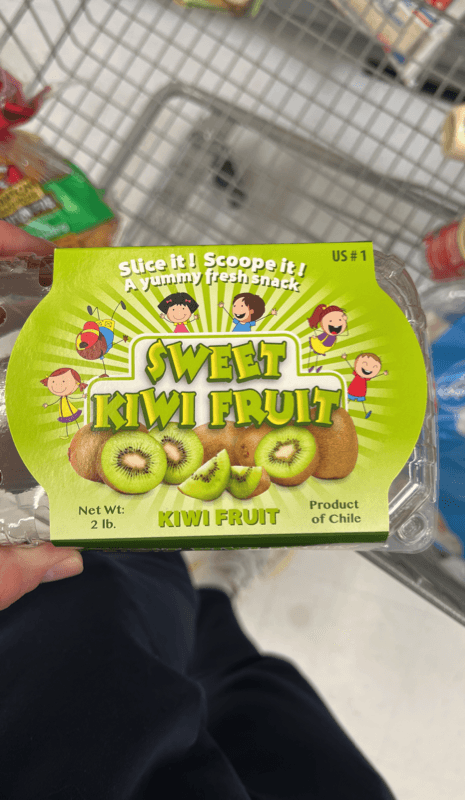 US # 1
Slice it! Scoope it!
A yummy fresh snack
SWEET
KIWI FRUIT
Net Wt:
2 lb.
KIWI FRUIT
Product
of Chile